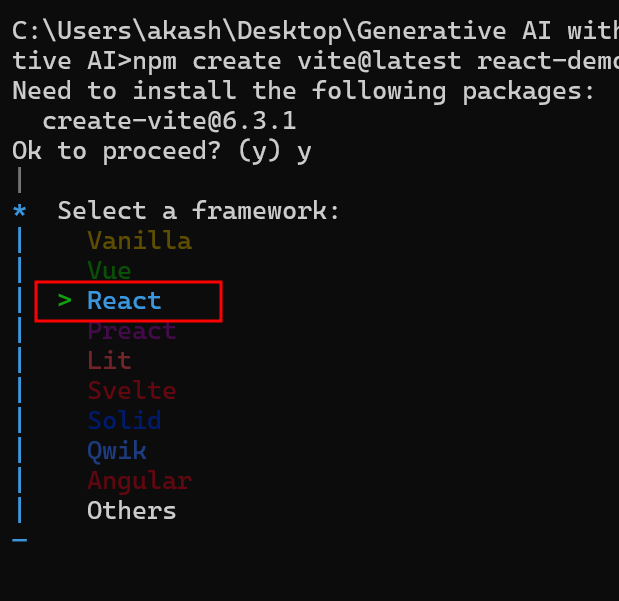 C:\Users\akash\Desktop\Generative AI with
tive AI>npm create vite@latest react-demo
Need to install the following packages:
create-vite@6.3.1
Ok to proceed? (y) y
Select a framework:
Vanilla
Vue
> React
Preact
Lit
Svelte
Solid
Qwik
Angular
Others